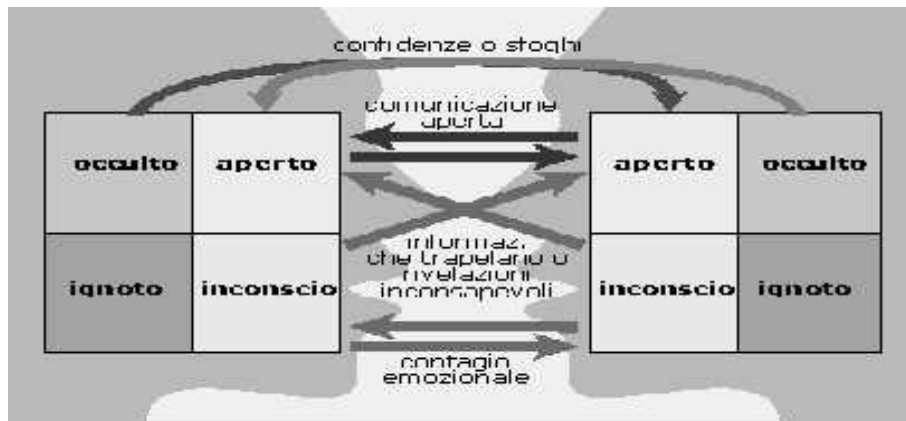 confidenze o sfoghi
comunicazione
aperta
occulto aperto aperto occulto
informaz.
che trapelano o
rivelazioni
inconsapevoli
ignoto inconscio inconscio ignoto
contagio
emozionale